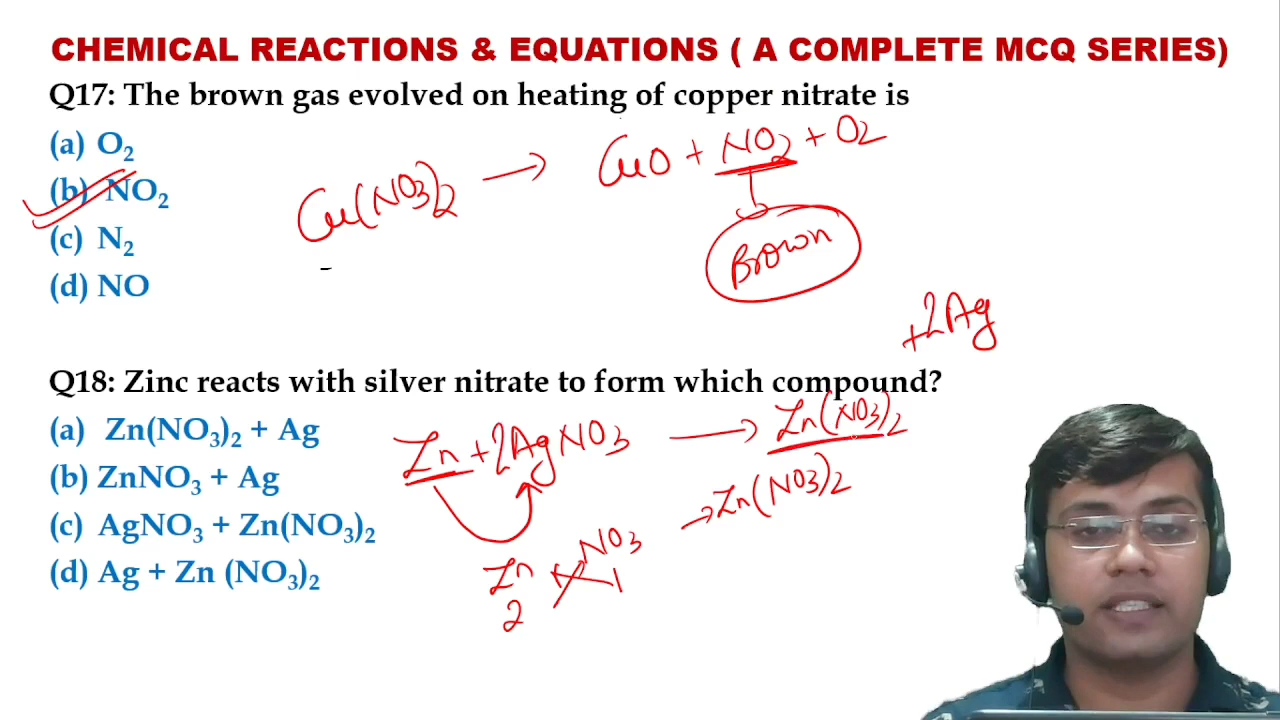 CHEMICAL REACTIONS & EQUATIONS ( A COMPLETE MCQ SERIES)
Q17: The brown gas evolved on heating of copper nitrate is
(a) O₂
(b) NO₂
(c) N₂
(d) NO
Cu(NO3)2 → CuO + NO2 + O2
Brown
+2Ag
Q18: Zinc reacts with silver nitrate to form which compound?
(a) Zn(NO₃)₂ + Ag
(b) ZnNO₃ + Ag
(c) AgNO₃ + Zn(NO₃)₂
(d) Ag + Zn (NO₃)₂
Zn + 2AgNO3 → Zn(NO3)2
Zn NO3 → Zn(NO3)2
2 1